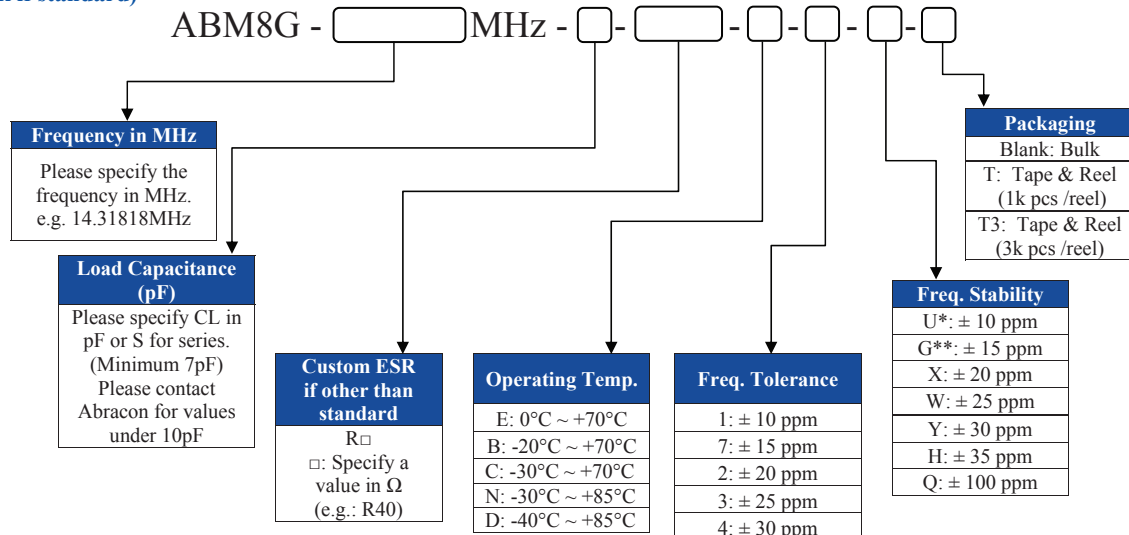 ABM8G - MHz - - - - - -
Frequency in MHz
Please specify the
frequency in MHz.
e.g. 14.31818MHz
Load Capacitance
(pF)
Please specify CL in
pF or S for series.
(Minimum 7pF)
Please contact
Abracon for values
under 10pF
Custom ESR
if other than
standard
R□
□: Specify a
value in Ω
(e.g.: R40)
Operating Temp.
E: 0°C ~ +70°C
B: -20°C ~ +70°C
C: -30°C ~ +70°C
N: -30°C ~ +85°C
D: -40°C ~ +85°C
Freq. Tolerance
1: ± 10 ppm
7: ± 15 ppm
2: ± 20 ppm
3: ± 25 ppm
4: ± 30 ppm
Freq. Stability
U*: ± 10 ppm
G**: ± 15 ppm
X: ± 20 ppm
W: ± 25 ppm
Y: ± 30 ppm
H: ± 35 ppm
Q: ± 100 ppm
Packaging
Blank: Bulk
T: Tape & Reel
(1k pcs /reel)
T3: Tape & Reel
(3k pcs /reel)